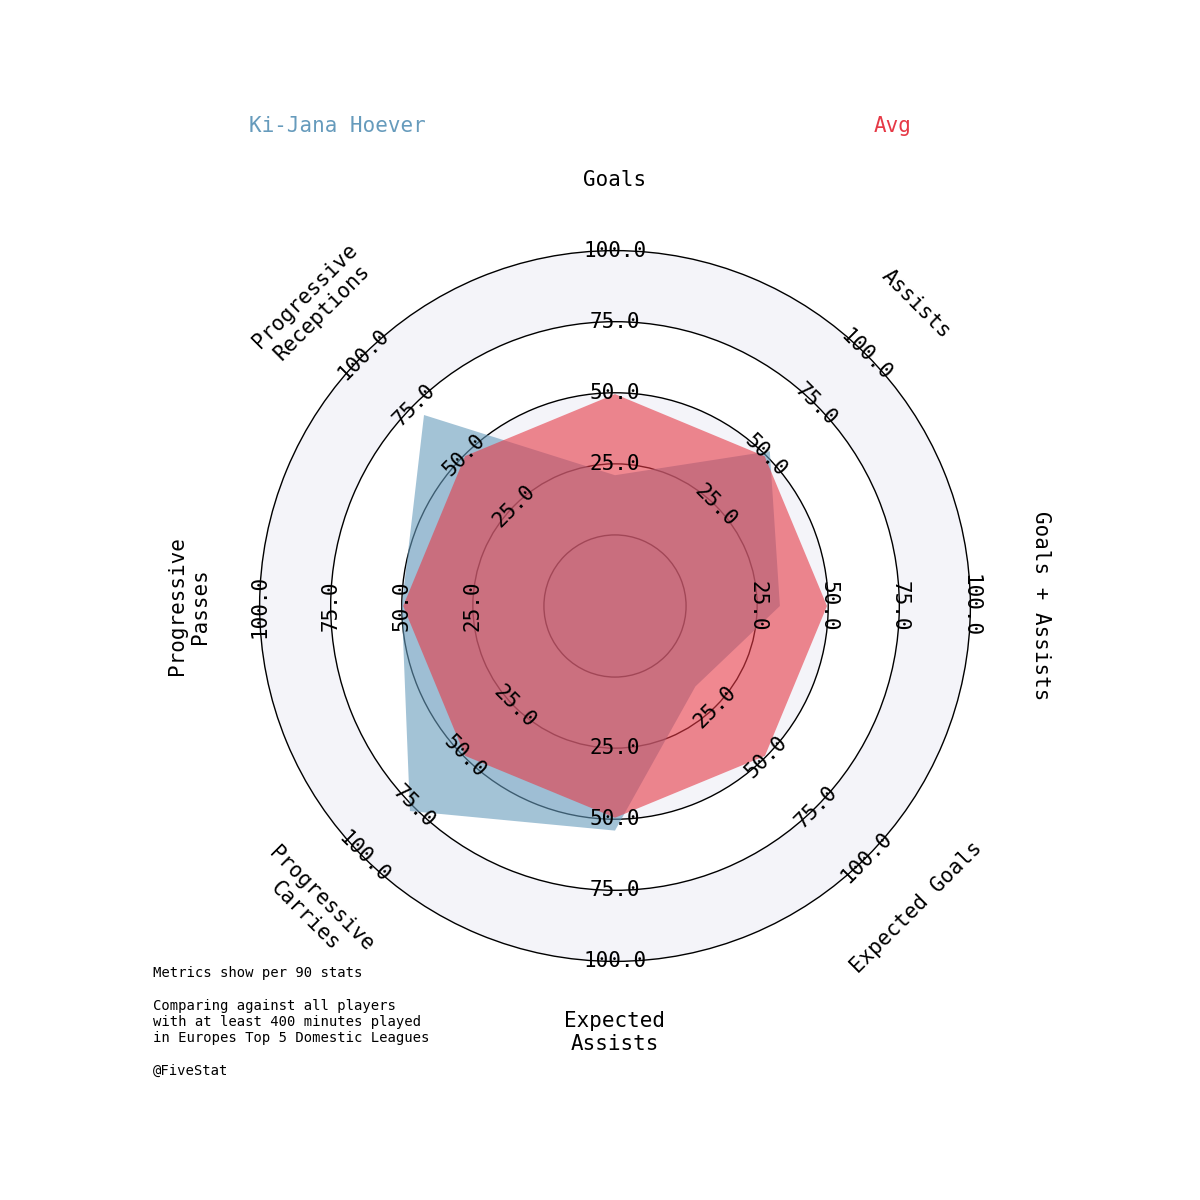 Ki-Jana Hoever
Avg
Goals
Assists
Goals + Assists
Expected Goals
Expected
Assists
Progressive
Carries
Progressive
Passes
Progressive
Receptions
25.0
50.0
75.0
100.0
25.0
50.0
75.0
100.0
25.0
50.0
75.0
100.0
25.0
50.0
75.0
100.0
25.0
50.0
75.0
100.0
25.0
50.0
75.0
100.0
25.0
50.0
75.0
100.0
25.0
50.0
75.0
100.0
Metrics show per 90 stats
Comparing against all players
with at least 400 minutes played
in Europes Top 5 Domestic Leagues
@FiveStat